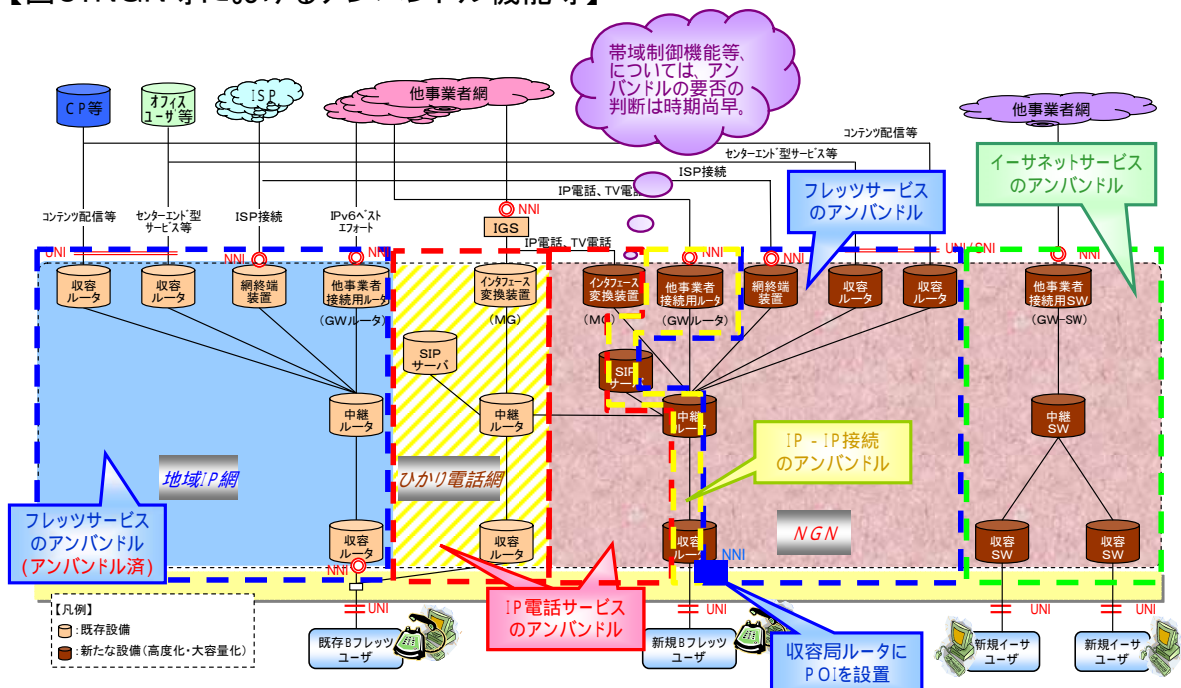 【図3:NGN等におけるアンバンドル機能等】
帯域制御機能等、
については、アン
バンドルの要否の
判断は時期尚早。
CP等
オフィス
ユーザ等
ISP
他事業者網
他事業者網
コンテンツ配信等
センターエンド型サービス等
ISP接続
IP電話、TV電話
イーサネットサービス
のアンバンドル
フレッツサービス
のアンバンドル
コンテンツ配信等
センターエンド型
サービス等
ISP接続
IPv6ベスト
エフォート
NNI
IGS
IP電話、TV電話
UNI
NNI
NNI
NNI
NNI
UNI/SNI
NNI
収容
ルータ
収容
ルータ
網終端
装置
他事業者
接続用ルータ
(GWルータ)
インタフェース
変換装置
(MG)
インタフェース
変換装置
(MG)
他事業者
接続用ルータ
(GWルータ)
網終端
装置
収容
ルータ
収容
ルータ
他事業者
接続用SW
(GW-SW)
SIP
サーバ
SIP
サーバ
中継
ルータ
中継
ルータ
中継
ルータ
中継
SW
IP-IP接続
のアンバンドル
地域IP網
ひかり電話網
NGN
フレッツサービス
のアンバンドル
(アンバンドル済)
収容
ルータ
収容
ルータ
収容
ルータ
収容
SW
収容
SW
NNI
NNI
【凡例】
:既存設備
:新たな設備(高度化・大容量化)
UNI
UNI
UNI
UNI
IP電話サービス
のアンバンドル
収容局ルータに
POIを設置
既存Bフレッツ
ユーザ
新規Bフレッツ
ユーザ
新規イーサ
ユーザ
新規イーサ
ユーザ